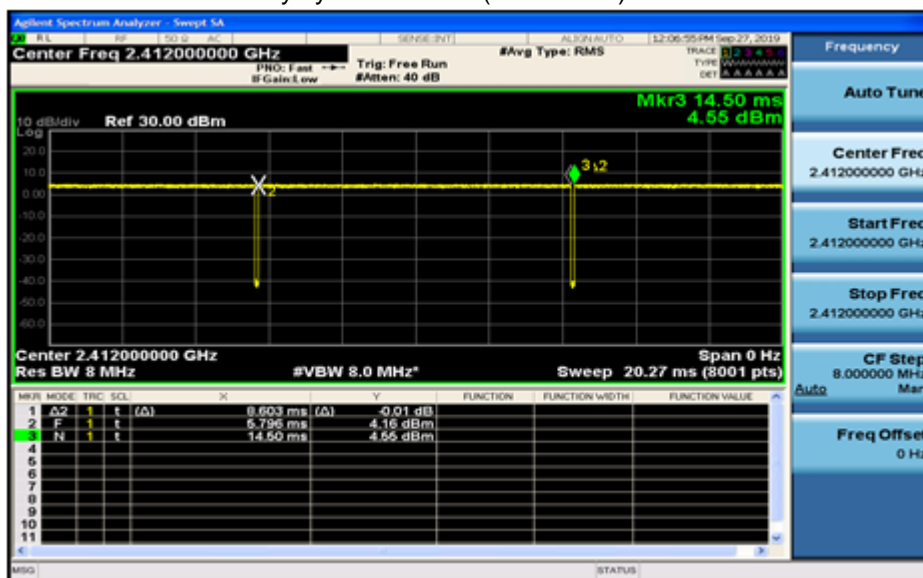 Agilent Spectrum Analyzer - Swept SA
RL RF 50 Ω AC SENSE:INT ALIGN AUTO 12:06:55 PM Sep 27, 2019
Center Freq 2.412000000 GHz #Avg Type: RMS TRACE 1 2 3 4 5 6
PNO: Fast Trig: Free Run TYPE
IFGain:Low #Atten: 40 dB DET A A A A A A
Mkr3 14.50 ms
10 dB/div Ref 30.00 dBm 4.55 dBm
Log
20.0
10.0
0.00
-10.0
-20.0
-30.0
-40.0
-50.0
-60.0
2
3
Center 2.412000000 GHz Span 0 Hz
Res BW 8 MHz #VBW 8.0 MHz* Sweep 20.27 ms (8001 pts)
MKR MODE TRC SCL X Y FUNCTION FUNCTION WIDTH FUNCTION VALUE
1 Δ2 1 t (Δ) 8.603 ms (Δ) -0.01 dB
2 F 1 t 5.796 ms 4.16 dBm
3 N 1 t 14.50 ms 4.55 dBm
4
5
6
7
8
9
10
11
MSG STATUS
Frequency
Auto Tune
Center Freq
2.412000000 GHz
Start Freq
2.412000000 GHz
Stop Freq
2.412000000 GHz
CF Step
8.000000 MHz
Auto Man
Freq Offset
0 Hz